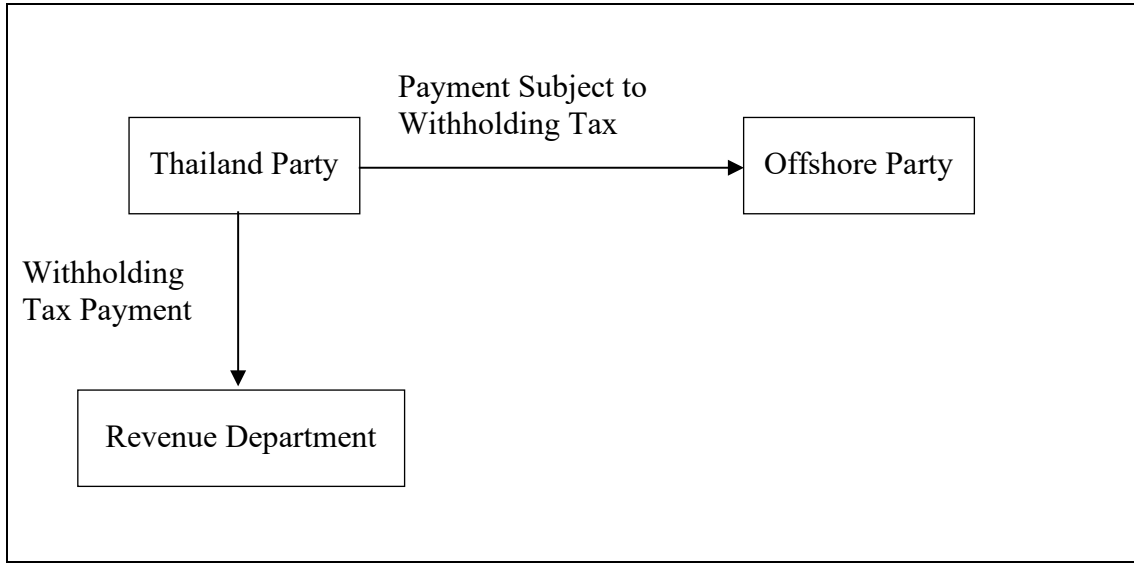 Payment Subject to
Withholding Tax
Thailand Party
Offshore Party
Withholding
Tax Payment
Revenue Department